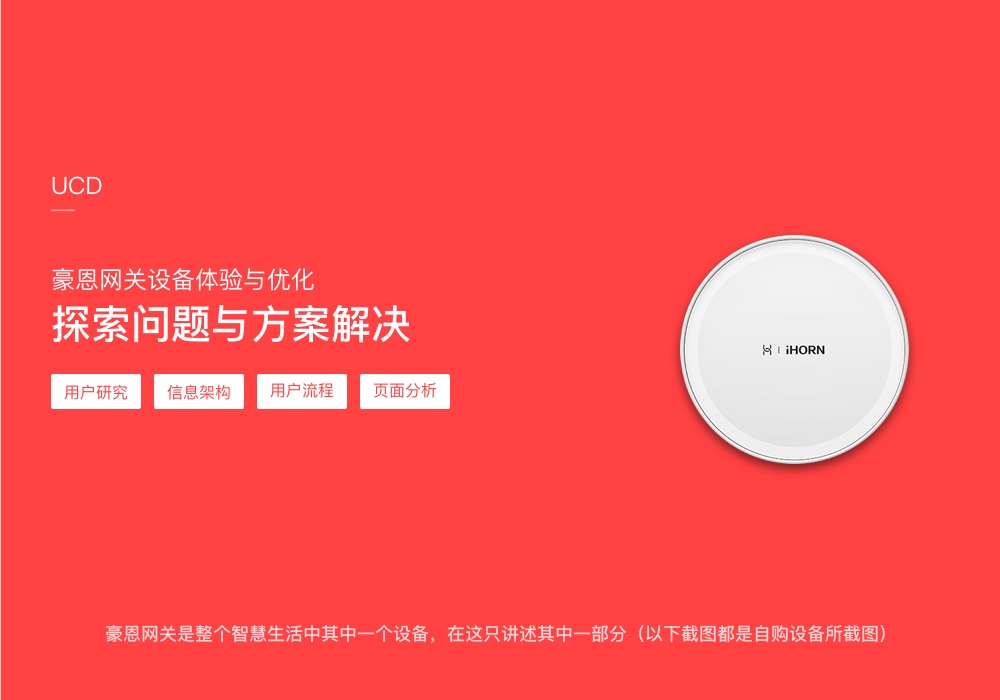 UCD
豪恩网关设备体验与优化
探索问题与方案解决
用户研究
信息架构
用户流程
页面分析
iHORN
豪恩网关是整个智慧生活中其中一个设备，在这只讲述其中一部分（以下截图都是自购设备所截图）